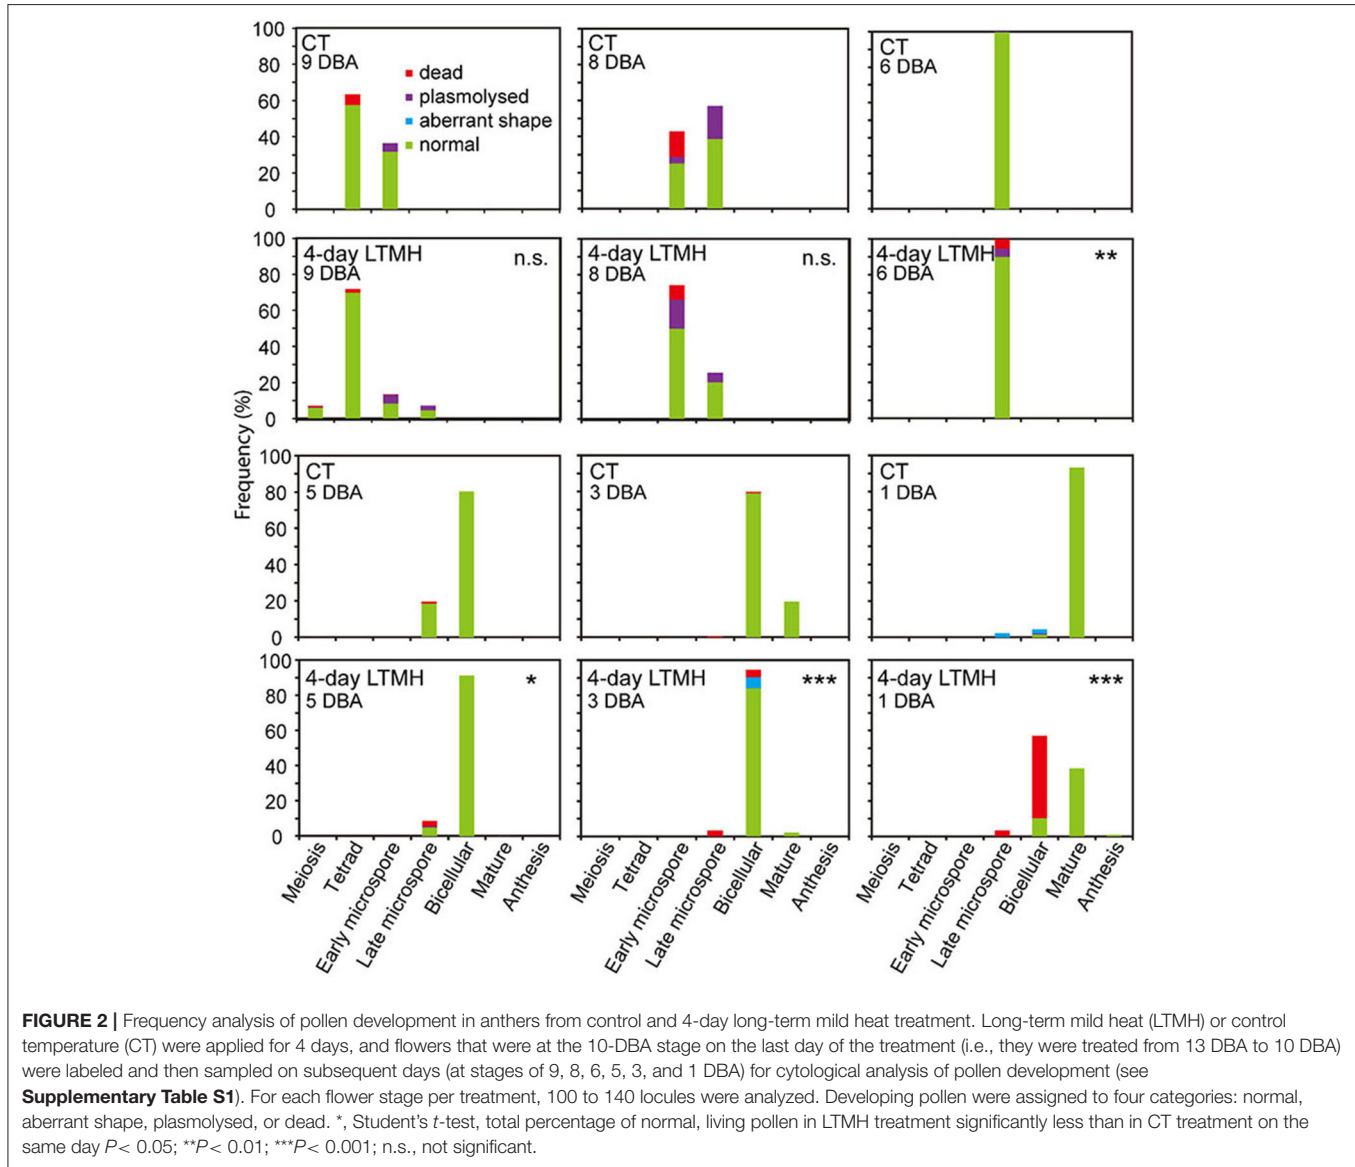 100
80
60
40
20
0
CT
9 DBA
dead
plasmolysed
aberrant shape
normal
CT
8 DBA
CT
6 DBA
100
80
60
40
20
0
4-day LTMH
9 DBA
n.s.
4-day LTMH
8 DBA
n.s.
4-day LTMH
6 DBA
**
Frequency (%)
100
80
60
40
20
0
CT
5 DBA
CT
3 DBA
CT
1 DBA
100
80
60
40
20
0
4-day LTMH
5 DBA
*
4-day LTMH
3 DBA
***
4-day LTMH
1 DBA
***
Meiosis
Tetrad
Early microspore
Late microspore
Bicellular
Mature
Anthesis
Meiosis
Tetrad
Early microspore
Late microspore
Bicellular
Mature
Anthesis
Meiosis
Tetrad
Early microspore
Late microspore
Bicellular
Mature
Anthesis
FIGURE 2 | Frequency analysis of pollen development in anthers from control and 4-day long-term mild heat treatment. Long-term mild heat (LTMH) or control
temperature (CT) were applied for 4 days, and flowers that were at the 10-DBA stage on the last day of the treatment (i.e., they were treated from 13 DBA to 10 DBA)
were labeled and then sampled on subsequent days (at stages of 9, 8, 6, 5, 3, and 1 DBA) for cytological analysis of pollen development (see
Supplementary Table S1). For each flower stage per treatment, 100 to 140 locules were analyzed. Developing pollen were assigned to four categories: normal,
aberrant shape, plasmolysed, or dead. *, Student's t-test, total percentage of normal, living pollen in LTMH treatment significantly less than in CT treatment on the
same day P< 0.05; **P< 0.01; ***P< 0.001; n.s., not significant.